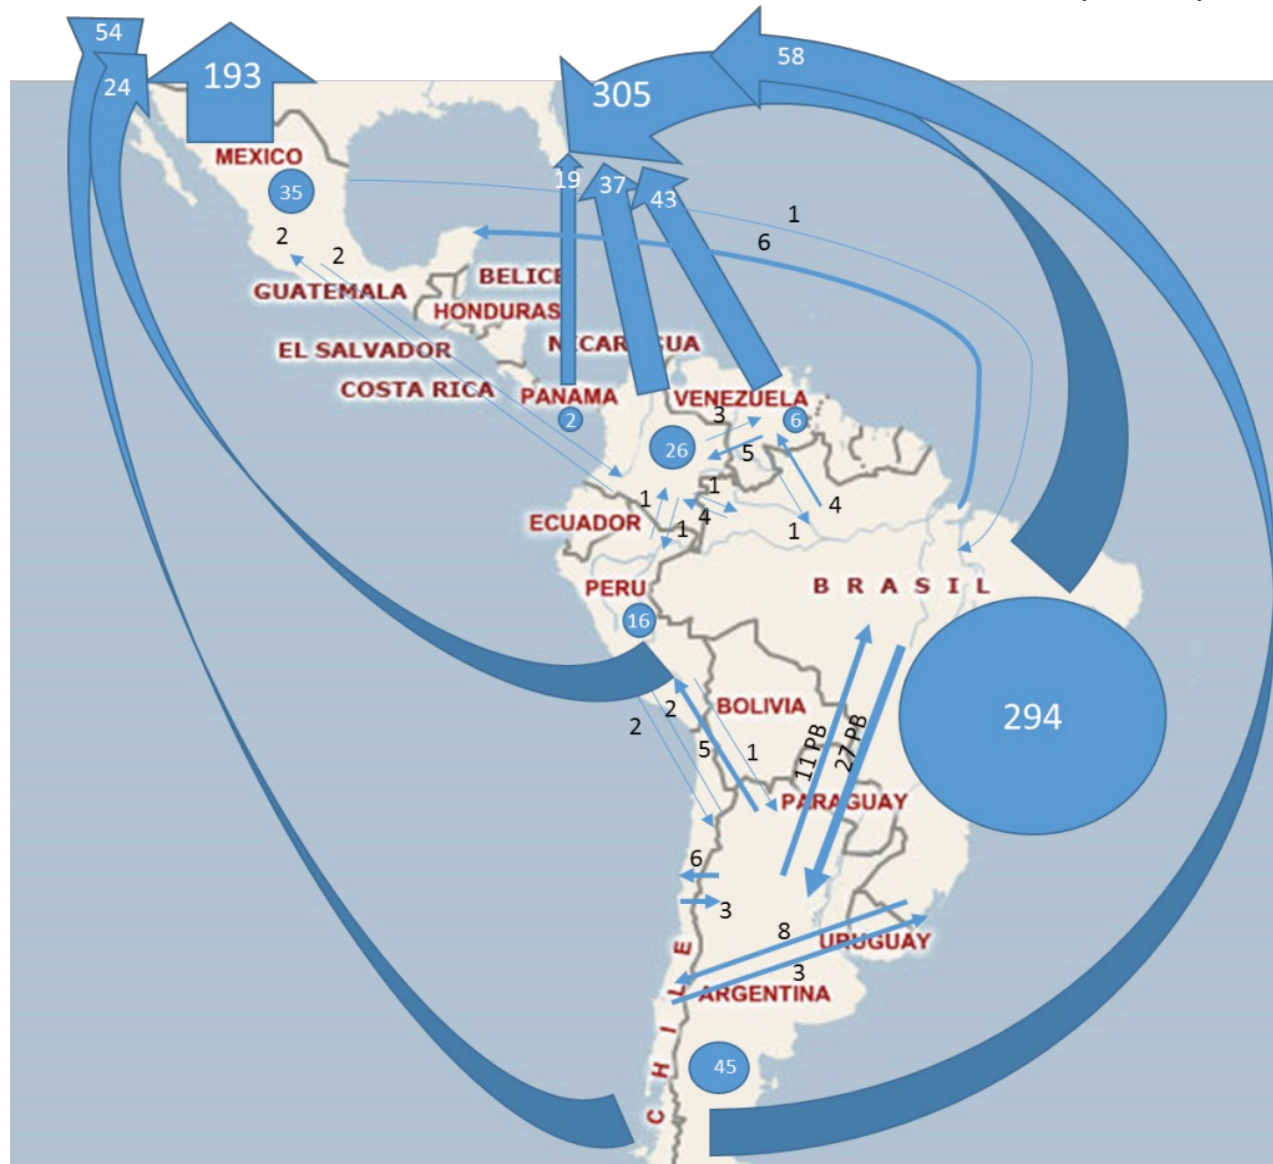 54
58
193
24
305
MEXICO
19
37
35
43
1
2
6
2
BELICE
GUATEMALA
HONDURAS
NICARAGUA
EL SALVADOR
COSTA RICA
PANAMA
VENEZUELA
3
2
6
26
5
1
1
4
4
ECUADOR
1
1
PERU
BRASIL
16
BOLIVIA
2
2
294
5
1
11 PB
27 PB
PARAGUAY
6
3
8
URUGUAY
3
ARGENTINA
CHILE
45